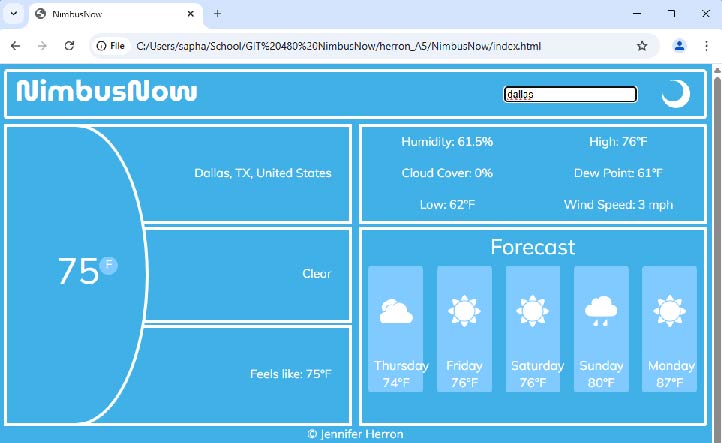 NimbusNow
File C:/Users/sapha/School/GIT%20480%20NimbusNow/herron_A5/NimbusNow/index.html
NimbusNow
dallas
Dallas, TX, United States
75°F
Clear
Feels like: 75°F
Humidity: 61.5%
High: 76°F
Cloud Cover: 0%
Dew Point: 61°F
Low: 62°F
Wind Speed: 3 mph
Forecast
Thursday
74°F
Friday
76°F
Saturday
76°F
Sunday
80°F
Monday
87°F
© Jennifer Herron